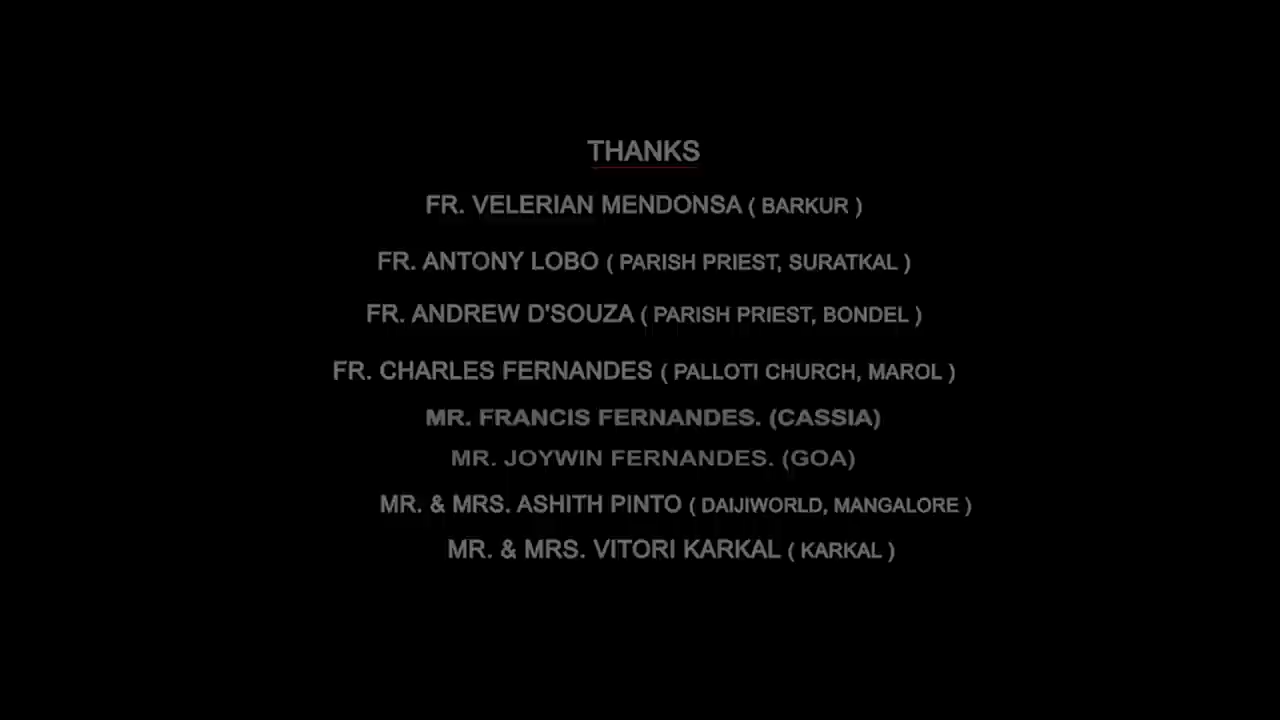 THANKS
FR. VELERIAN MENDONSA ( BARKUR )
FR. ANTONY LOBO ( PARISH PRIEST, SURATKAL )
FR. ANDREW D'SOUZA ( PARISH PRIEST, BONDEL )
FR. CHARLES FERNANDES ( PALLOTI CHURCH, MAROL )
MR. FRANCIS FERNANDES. (CASSIA)
MR. JOYWIN FERNANDES. (GOA)
MR. & MRS. ASHITH PINTO ( DAIJIWORLD, MANGALORE )
MR. & MRS. VITORI KARKAL ( KARKAL )